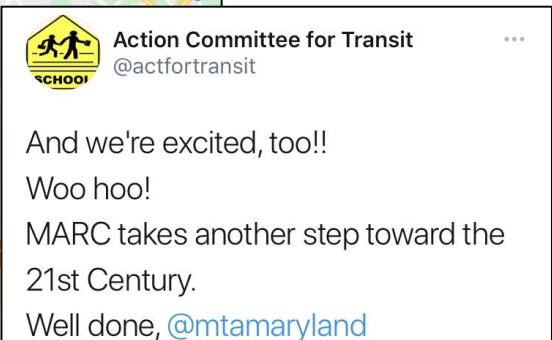 SCHOOL
Action Committee for Transit
@actfortransit
And we're excited, too!!
Woo hoo!
MARC takes another step toward the
21st Century.
Well done, @mtamaryland